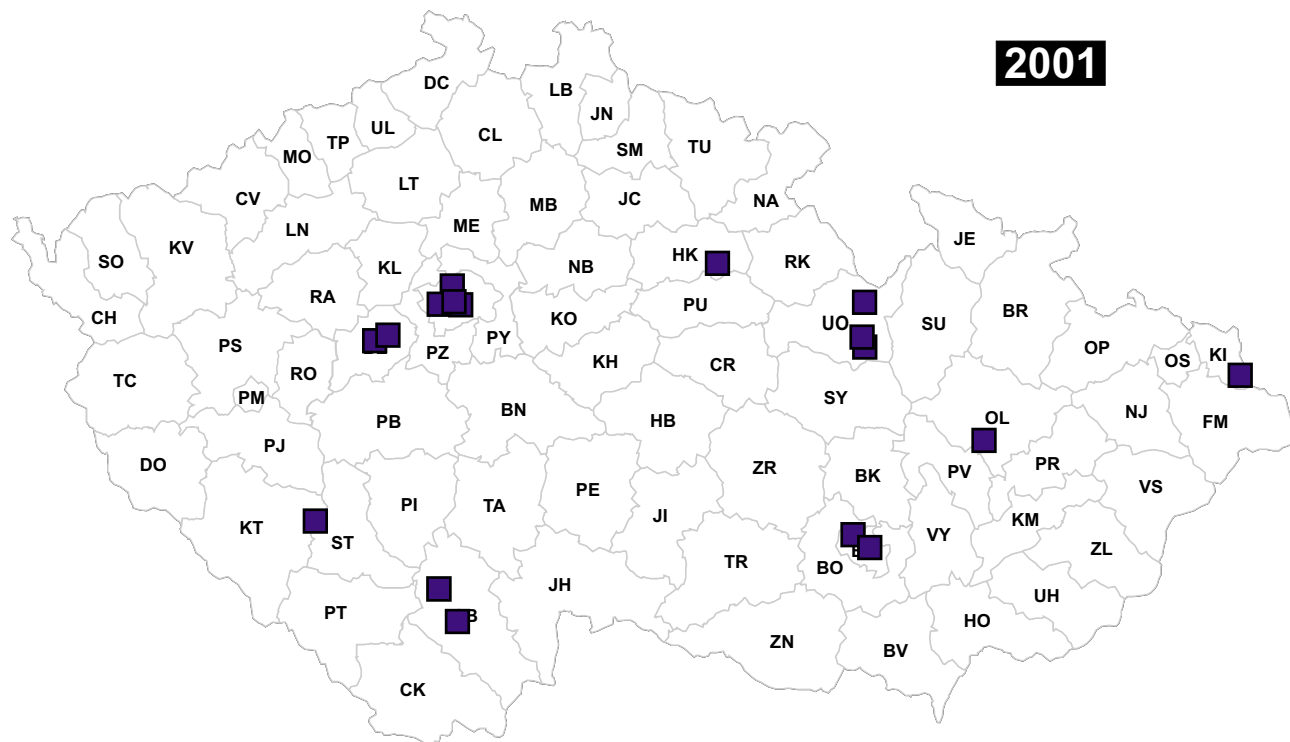 2001
DC
LB
JN
UL
TP
MO
CL
SM
TU
CV
LT
JC
NA
MB
ME
LN
KV
SO
JE
HK
RK
NB
KL
RA
CH
PU
UO
SU
BR
KO
PY
PZ
PS
RO
TC
PM
KH
CR
OP
OS
KI
SY
NJ
FM
OL
PB
BN
HB
PJ
DO
ZR
BK
PV
PR
VS
PE
TA
PI
KT
ST
JI
VY
KM
ZL
TR
BO
JH
PT
UH
HO
ZN
BV
CK